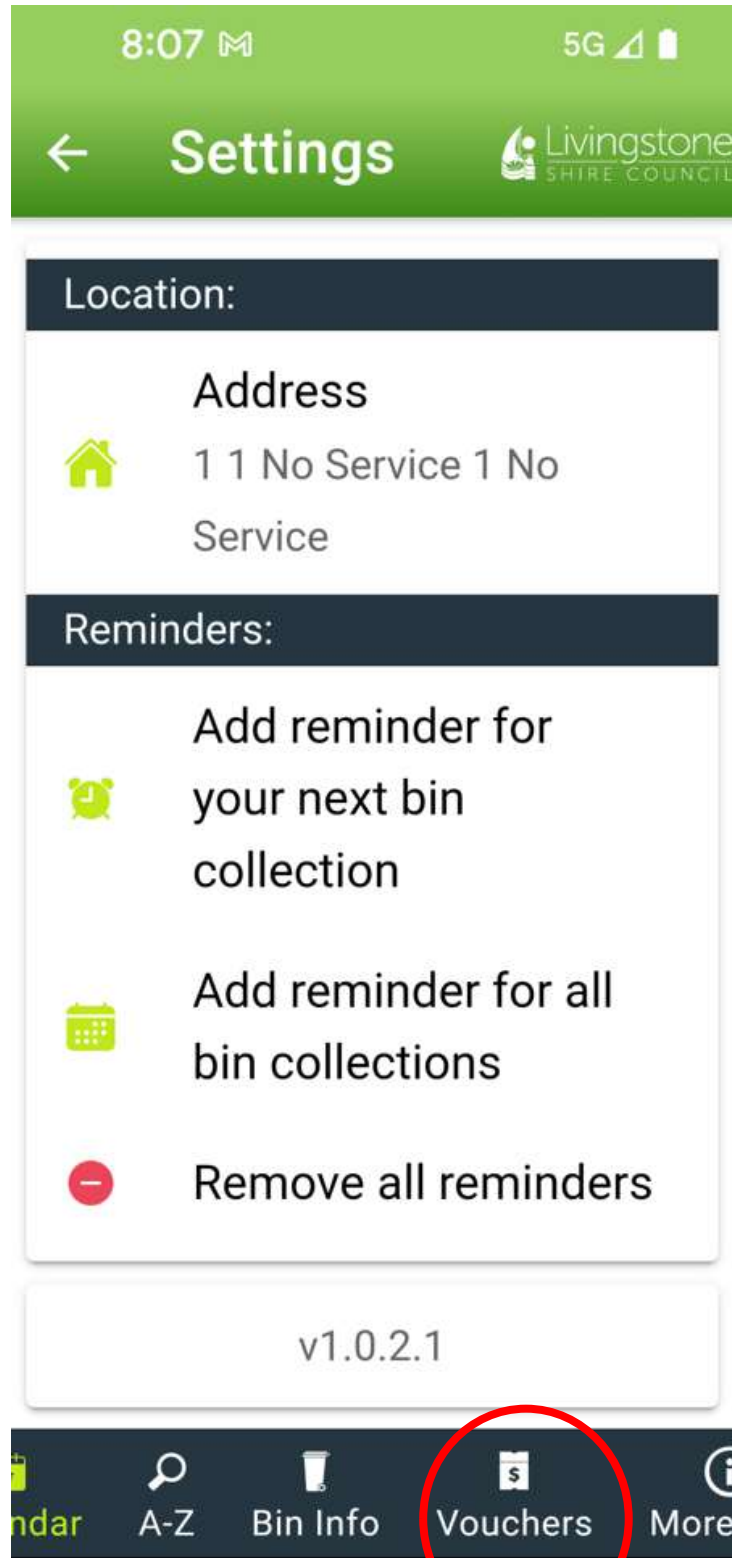 8:07 5G
Settings Livingstone
SHIRE COUNCIL
Location:
Address
1 1 No Service 1 No
Service
Reminders:
Add reminder for
your next bin
collection
Add reminder for all
bin collections
Remove all reminders
v1.0.2.1
$
ndar A-Z Bin Info Vouchers More